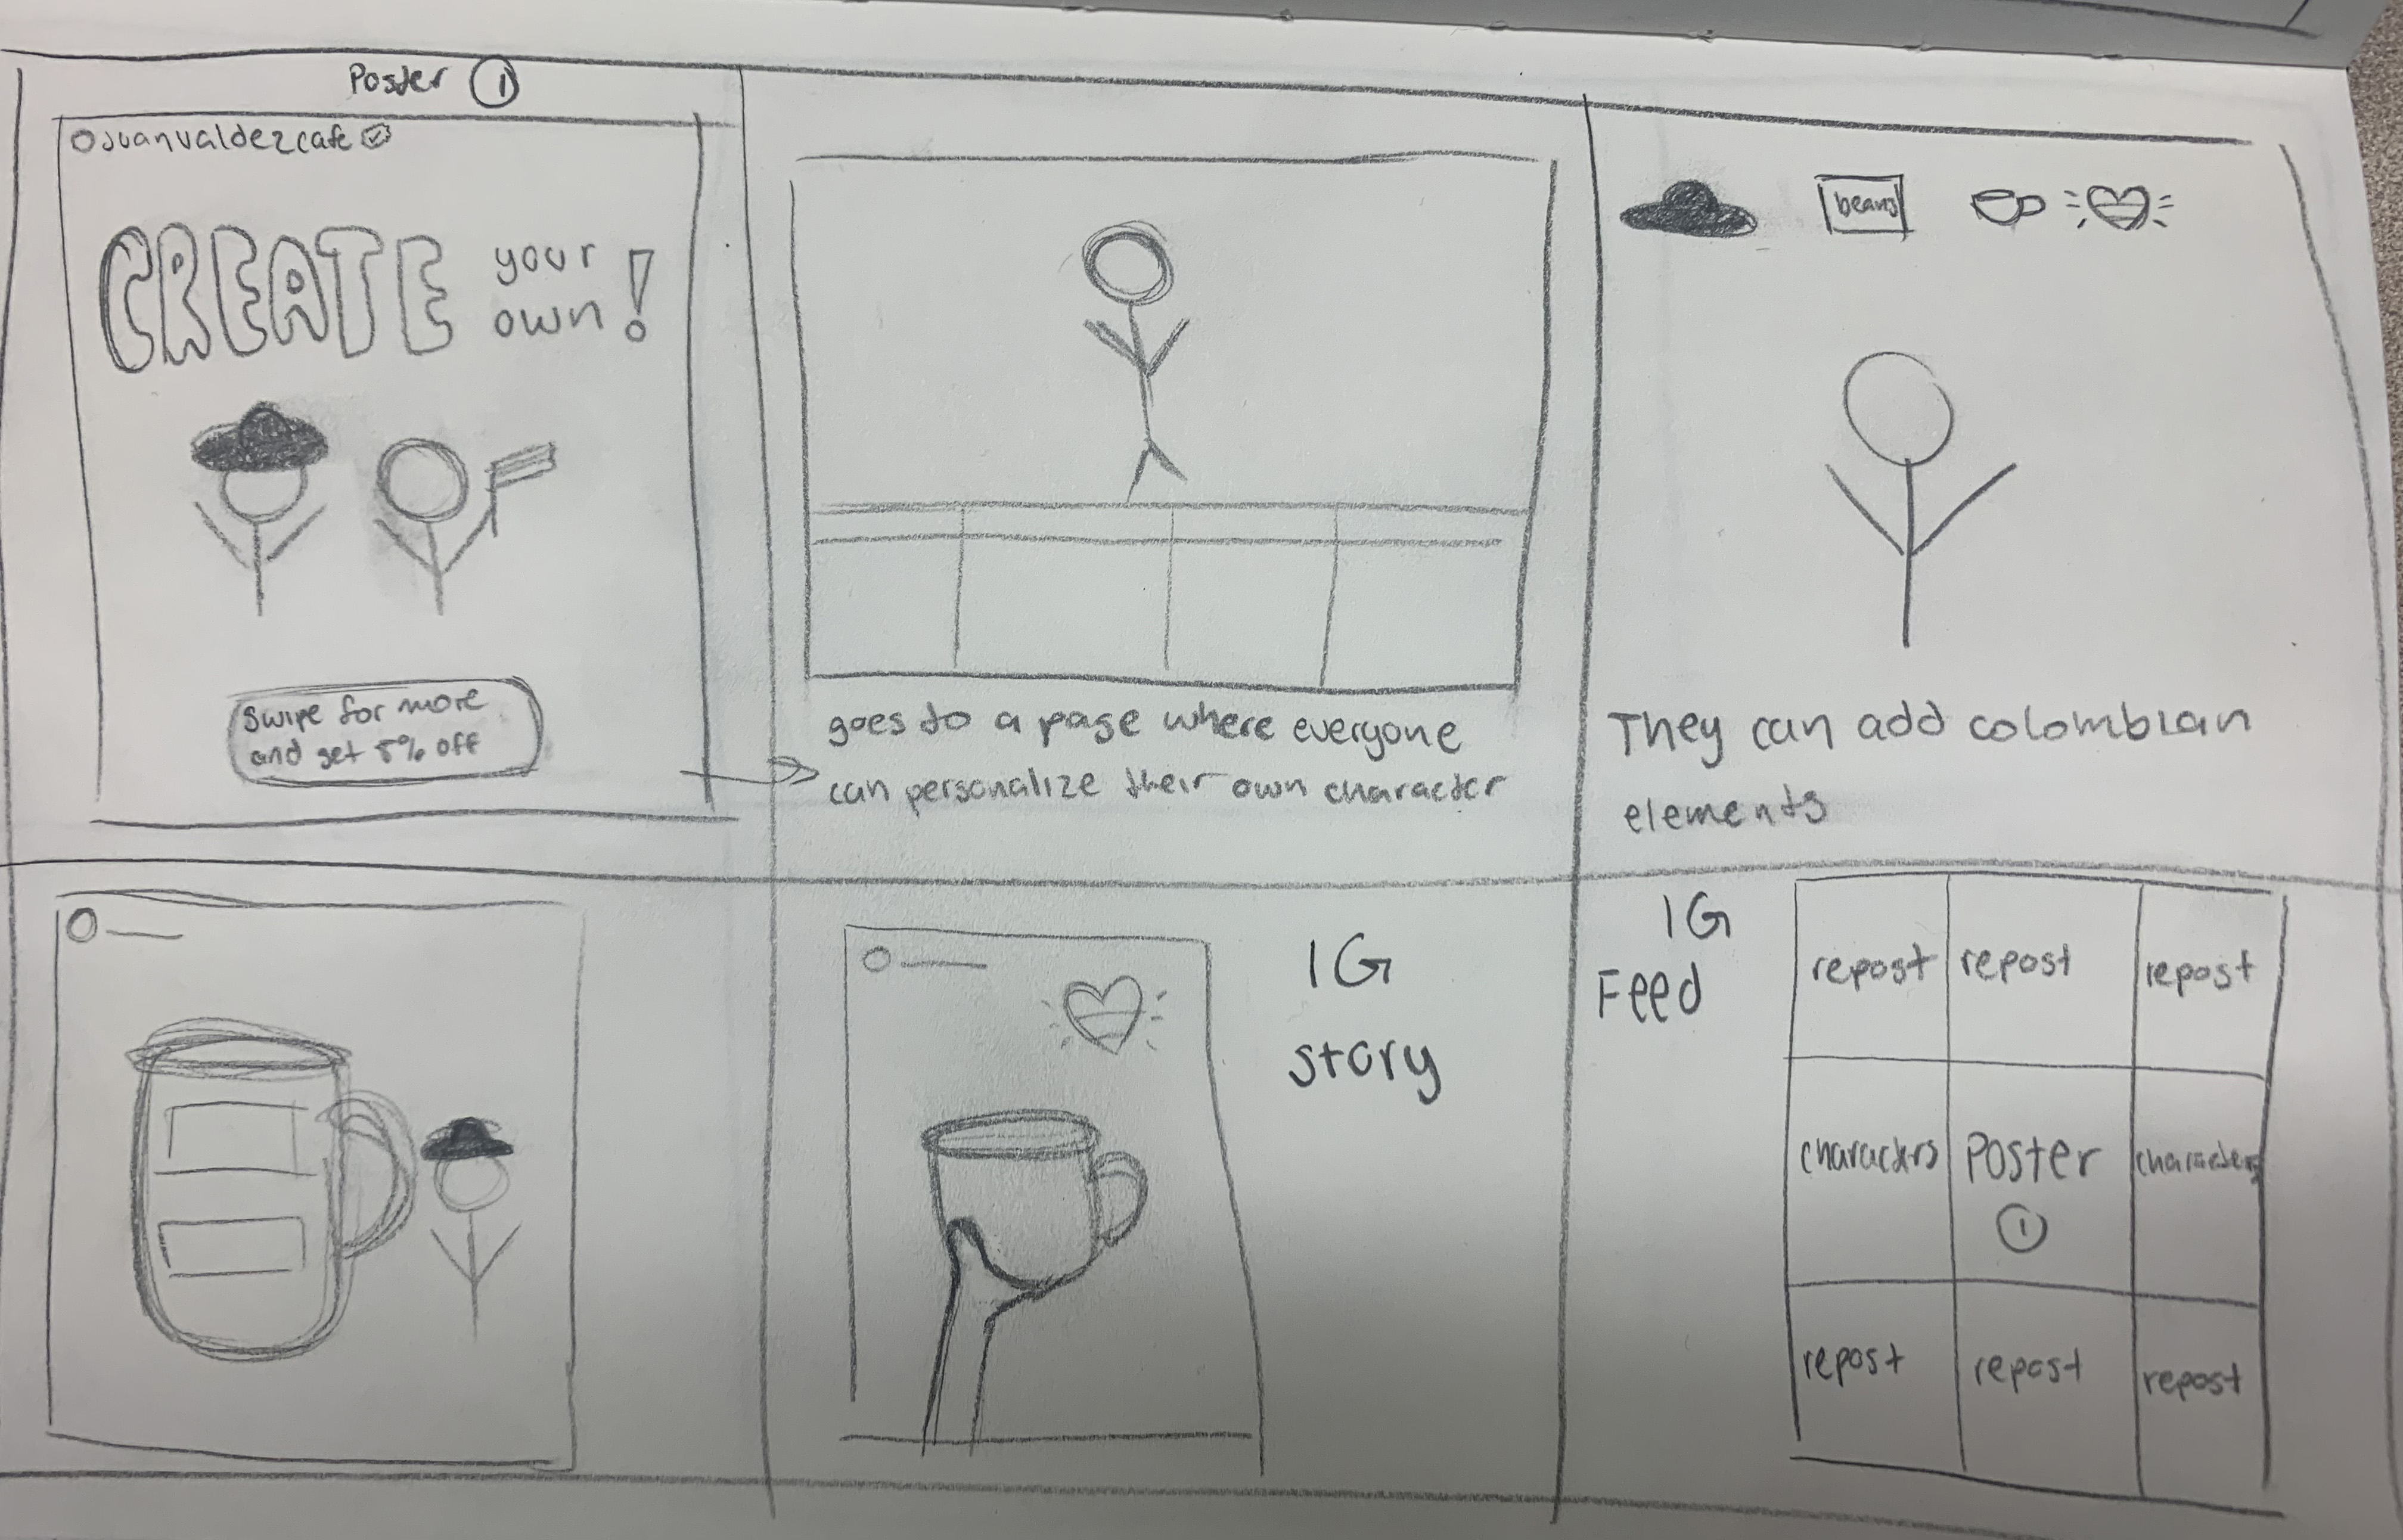 Poster ①
juanvaldezcafe
CREATE your own!
Swipe for more
and get 5% off
goes to a page where everyone
can personalize their own character
beans
They can add colombian
elements
IG
story
IG
Feed
repost repost repost
characters POSTER characters
①
repost repost repost